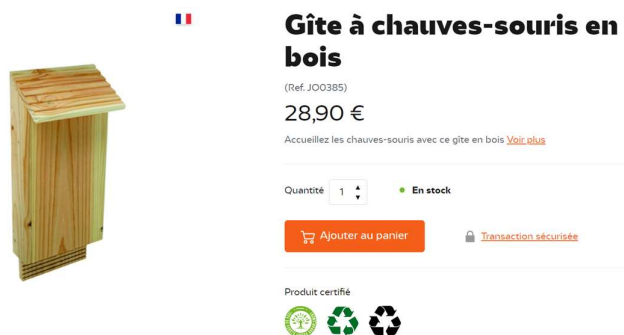 Gîte à chauves-souris en
bois
(Ref. JO0385)
28,90 €
Accueillez les chauves-souris avec ce gîte en bois Voir plus
Quantité 1 En stock
Ajouter au panier Transaction sécurisée
Produit certifié